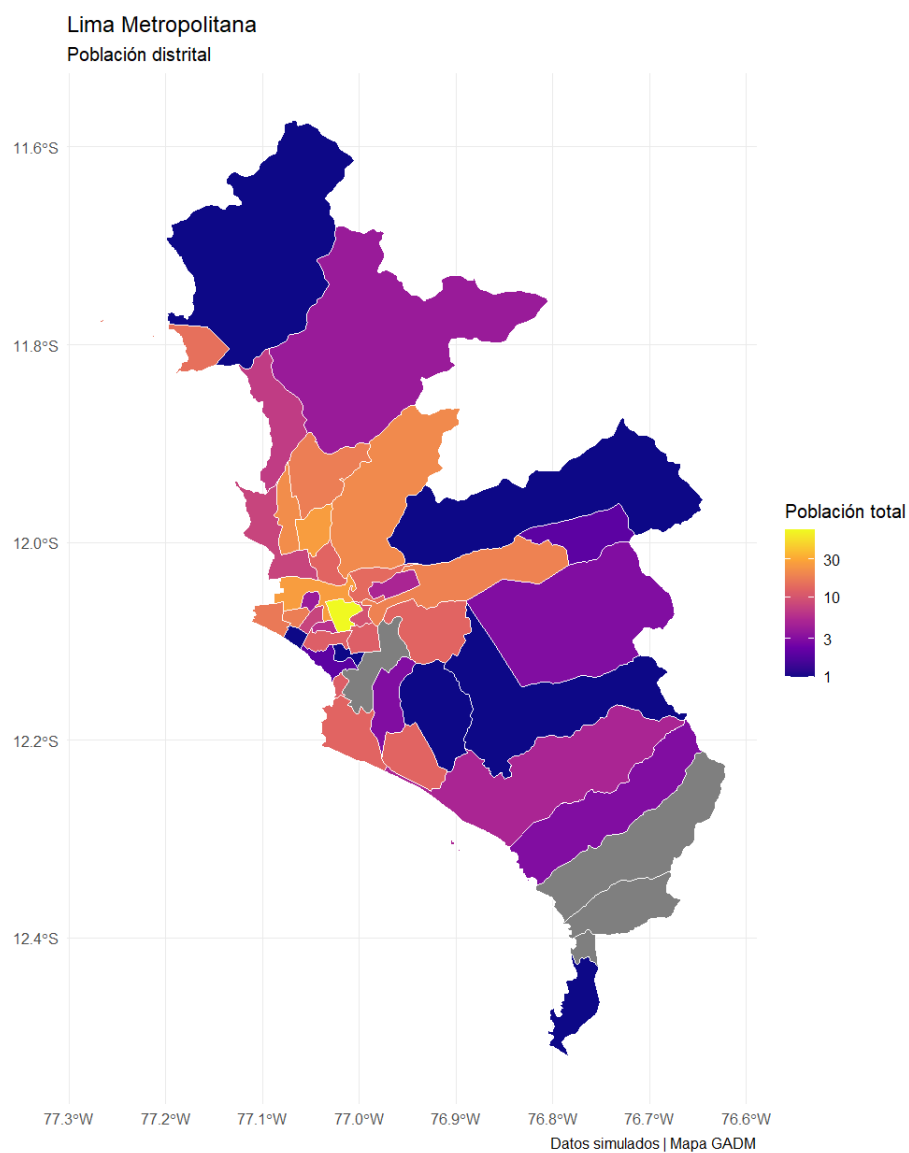 Lima Metropolitana
Población distrital
11.6°S
11.8°S
12.0°S
12.2°S
12.4°S
77.3°W
77.2°W
77.1°W
77.0°W
76.9°W
76.8°W
76.7°W
76.6°W
Población total
30
10
3
1
Datos simulados | Mapa GADM